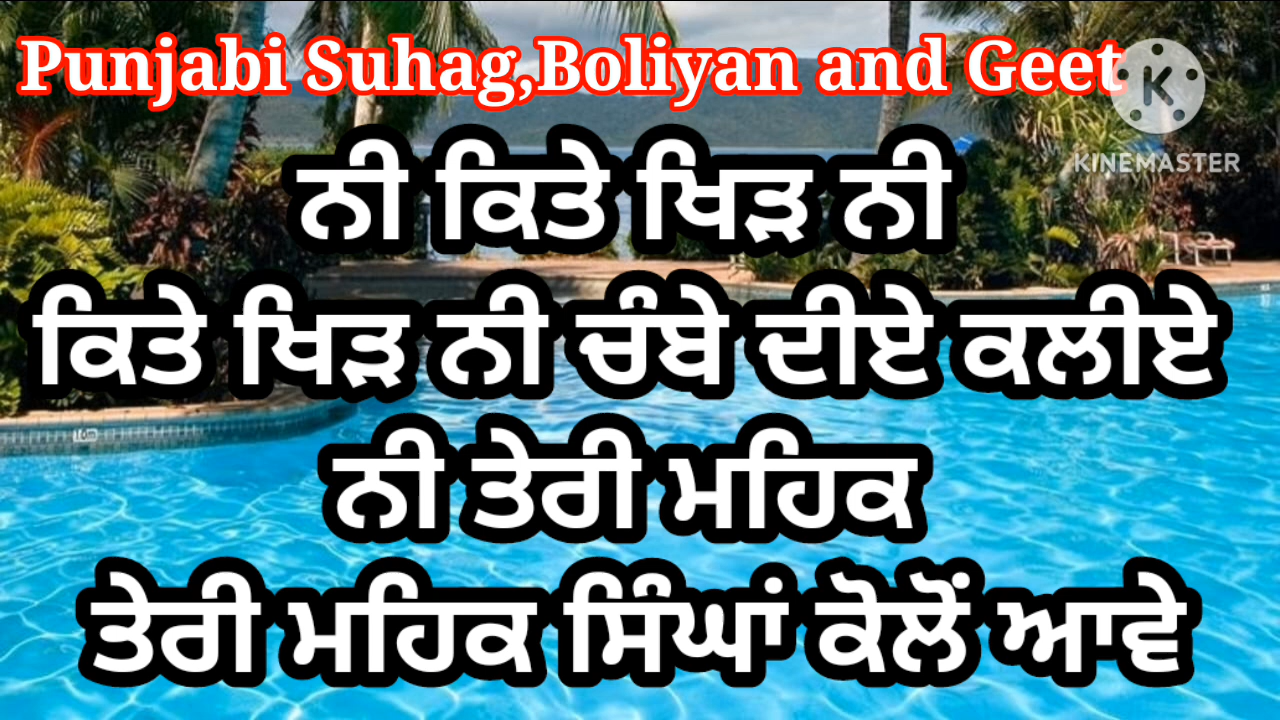 Punjabi Suhag,Boliyan and Geet
K
KINEMASTER
ਨੀ ਕਿਤੇ ਖਿੜ ਨੀ
ਕਿਤੇ ਖਿੜ ਨੀ ਚੰਬੇ ਦੀਏ ਕਲੀਏ
ਨੀ ਤੇਰੀ ਮਹਿਕ
ਤੇਰੀ ਮਹਿਕ ਸਿੰਘਾਂ ਕੋਲੋਂ ਆਵੇ